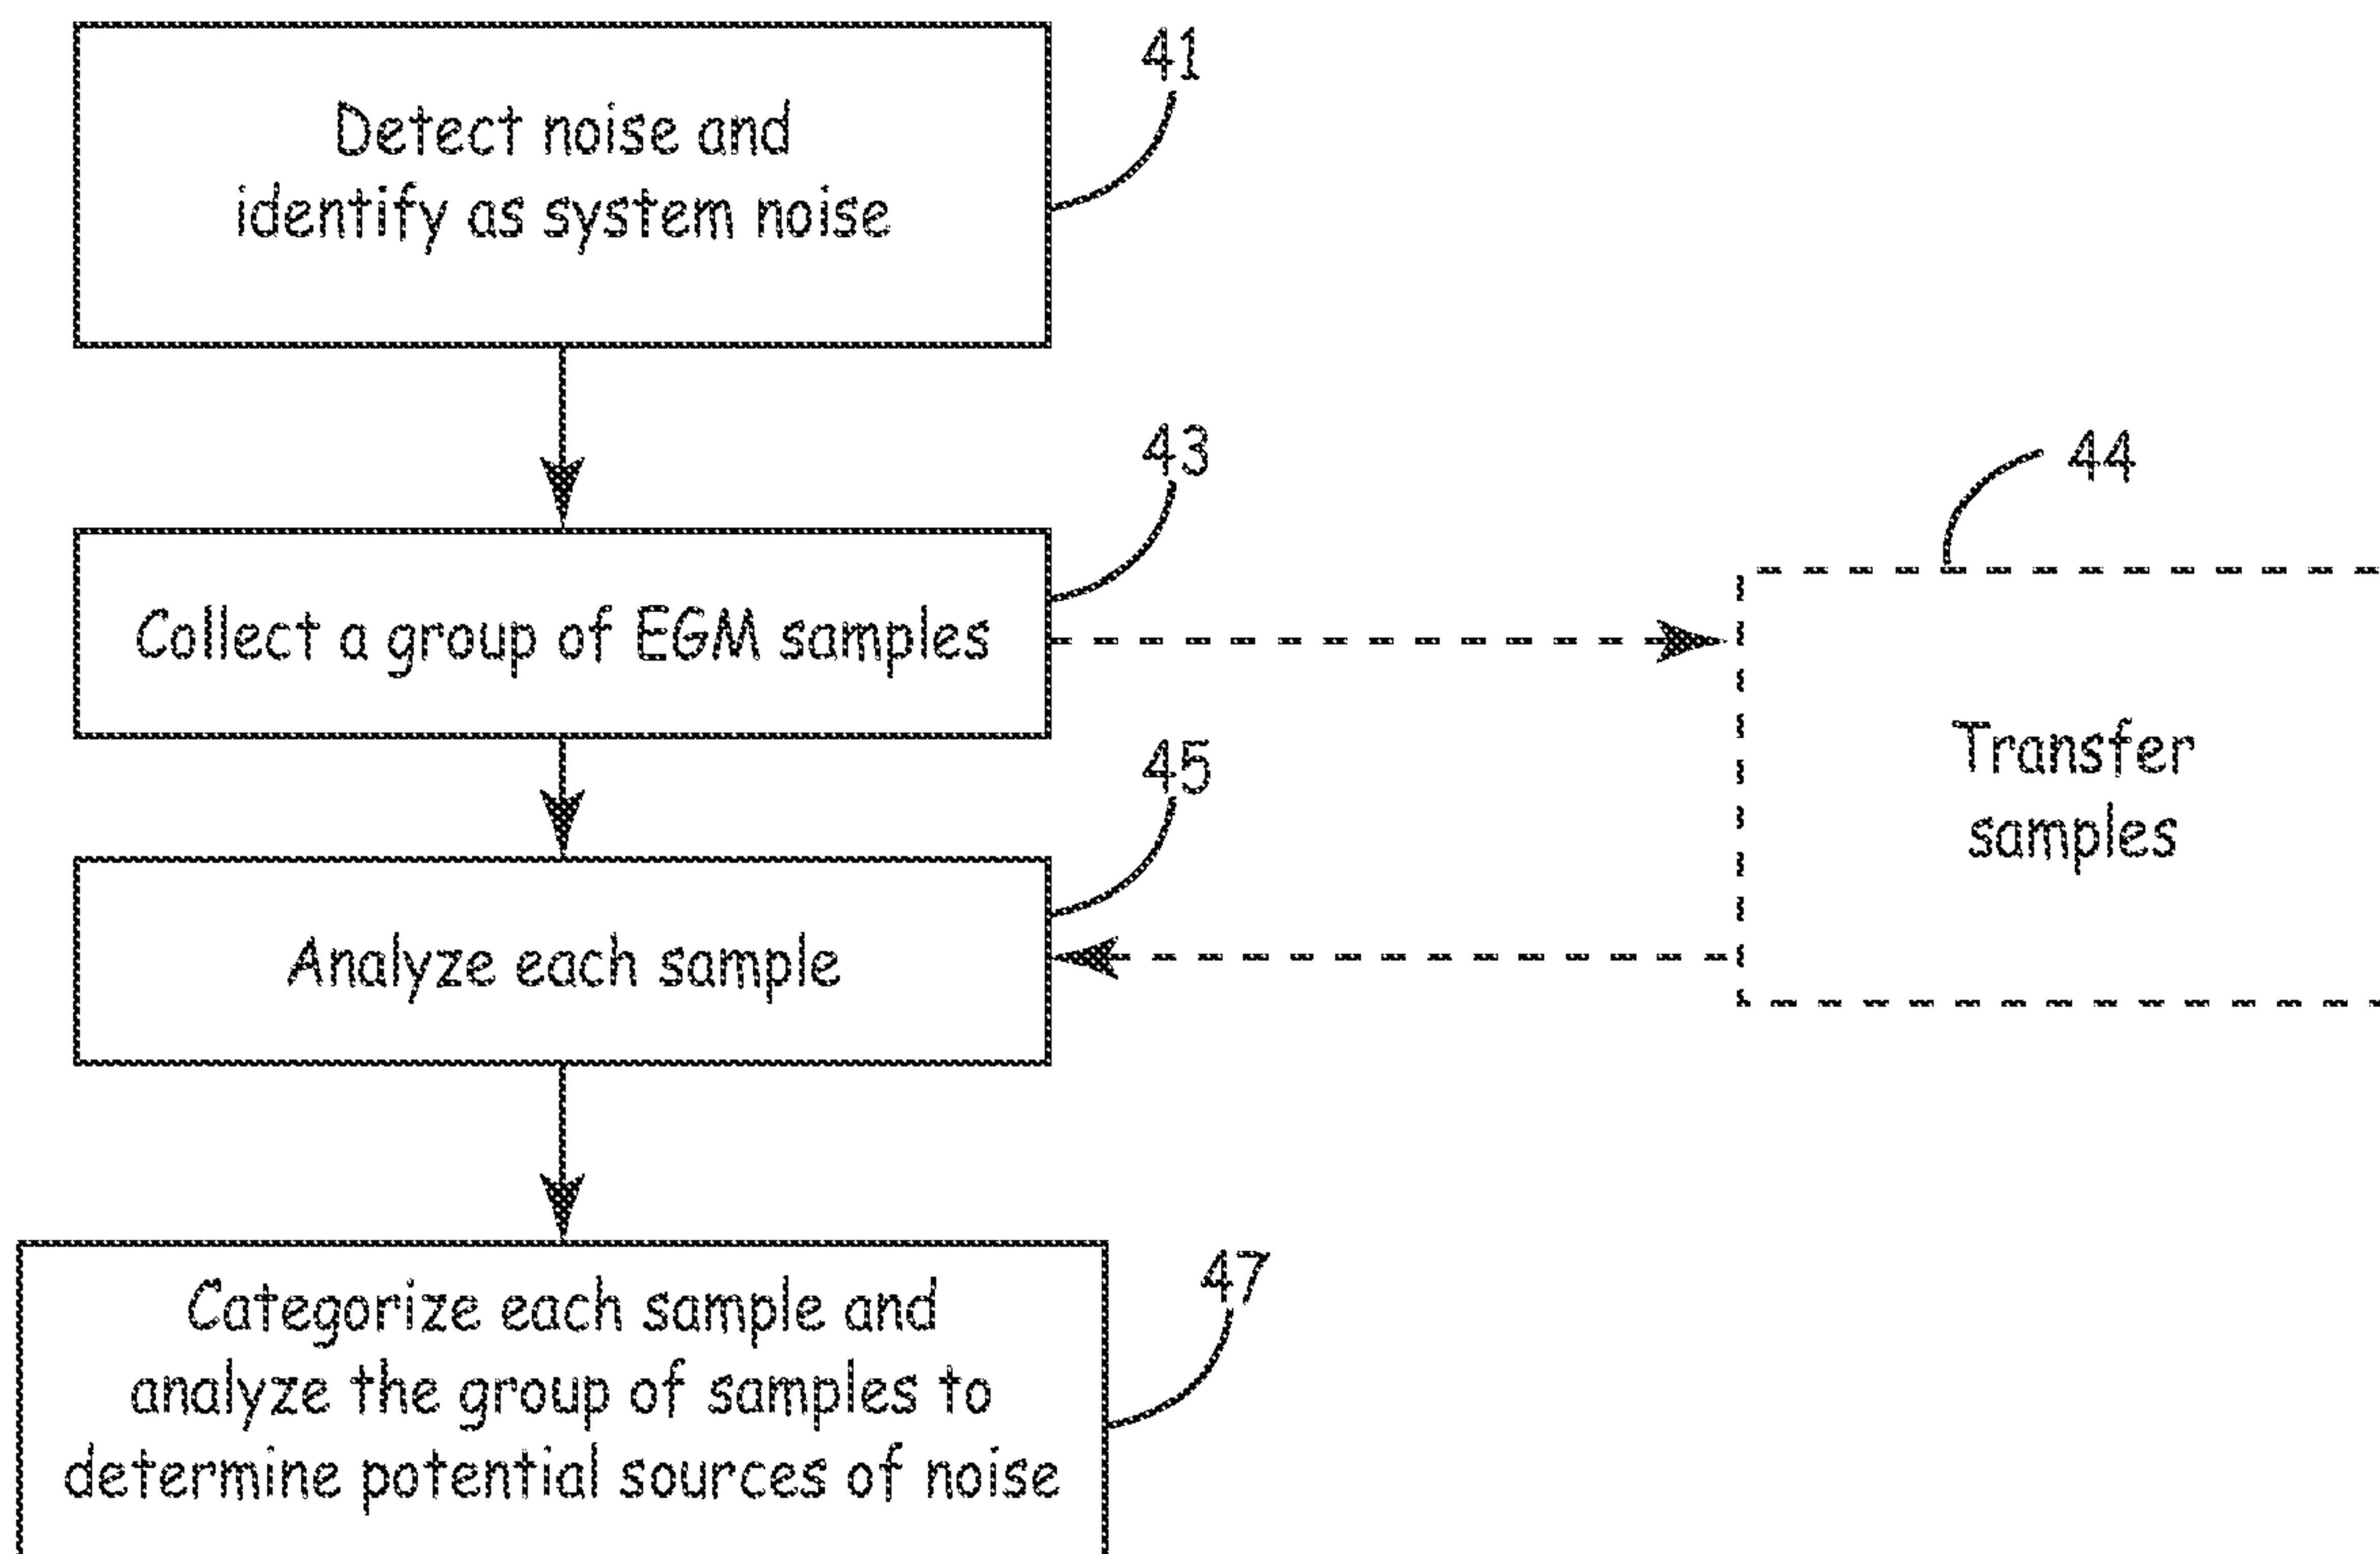 41
Detect noise and
identify as system noise
43
44
Collect a group of EGM samples
Transfer
samples
45
Analyze each sample
47
Categorize each sample and
analyze the group of samples to
determine potential sources of noise